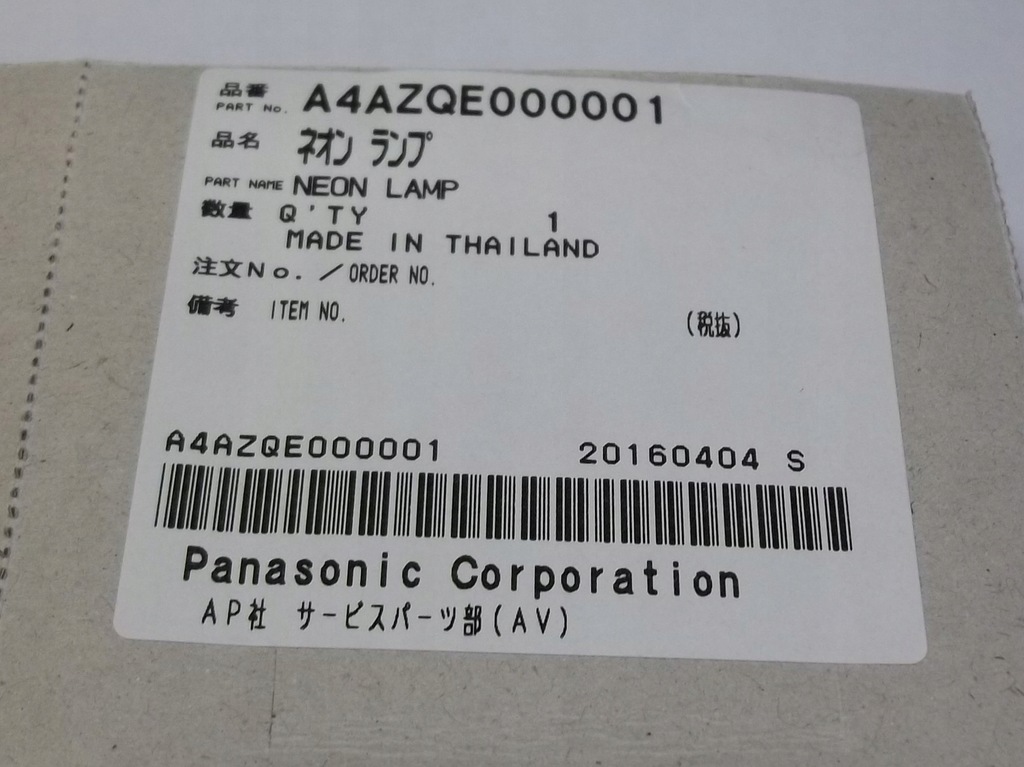 品番 PART No. A4AZQE000001
品名 ネオン ランプ
PART NAME NEON LAMP
数量 Q'TY 1
MADE IN THAILAND
注文No.／ORDER NO.
備考 ITEM NO. (税抜)
A4AZQE000001 20160404 S
Panasonic Corporation
AP社 サービスパーツ部(AV)